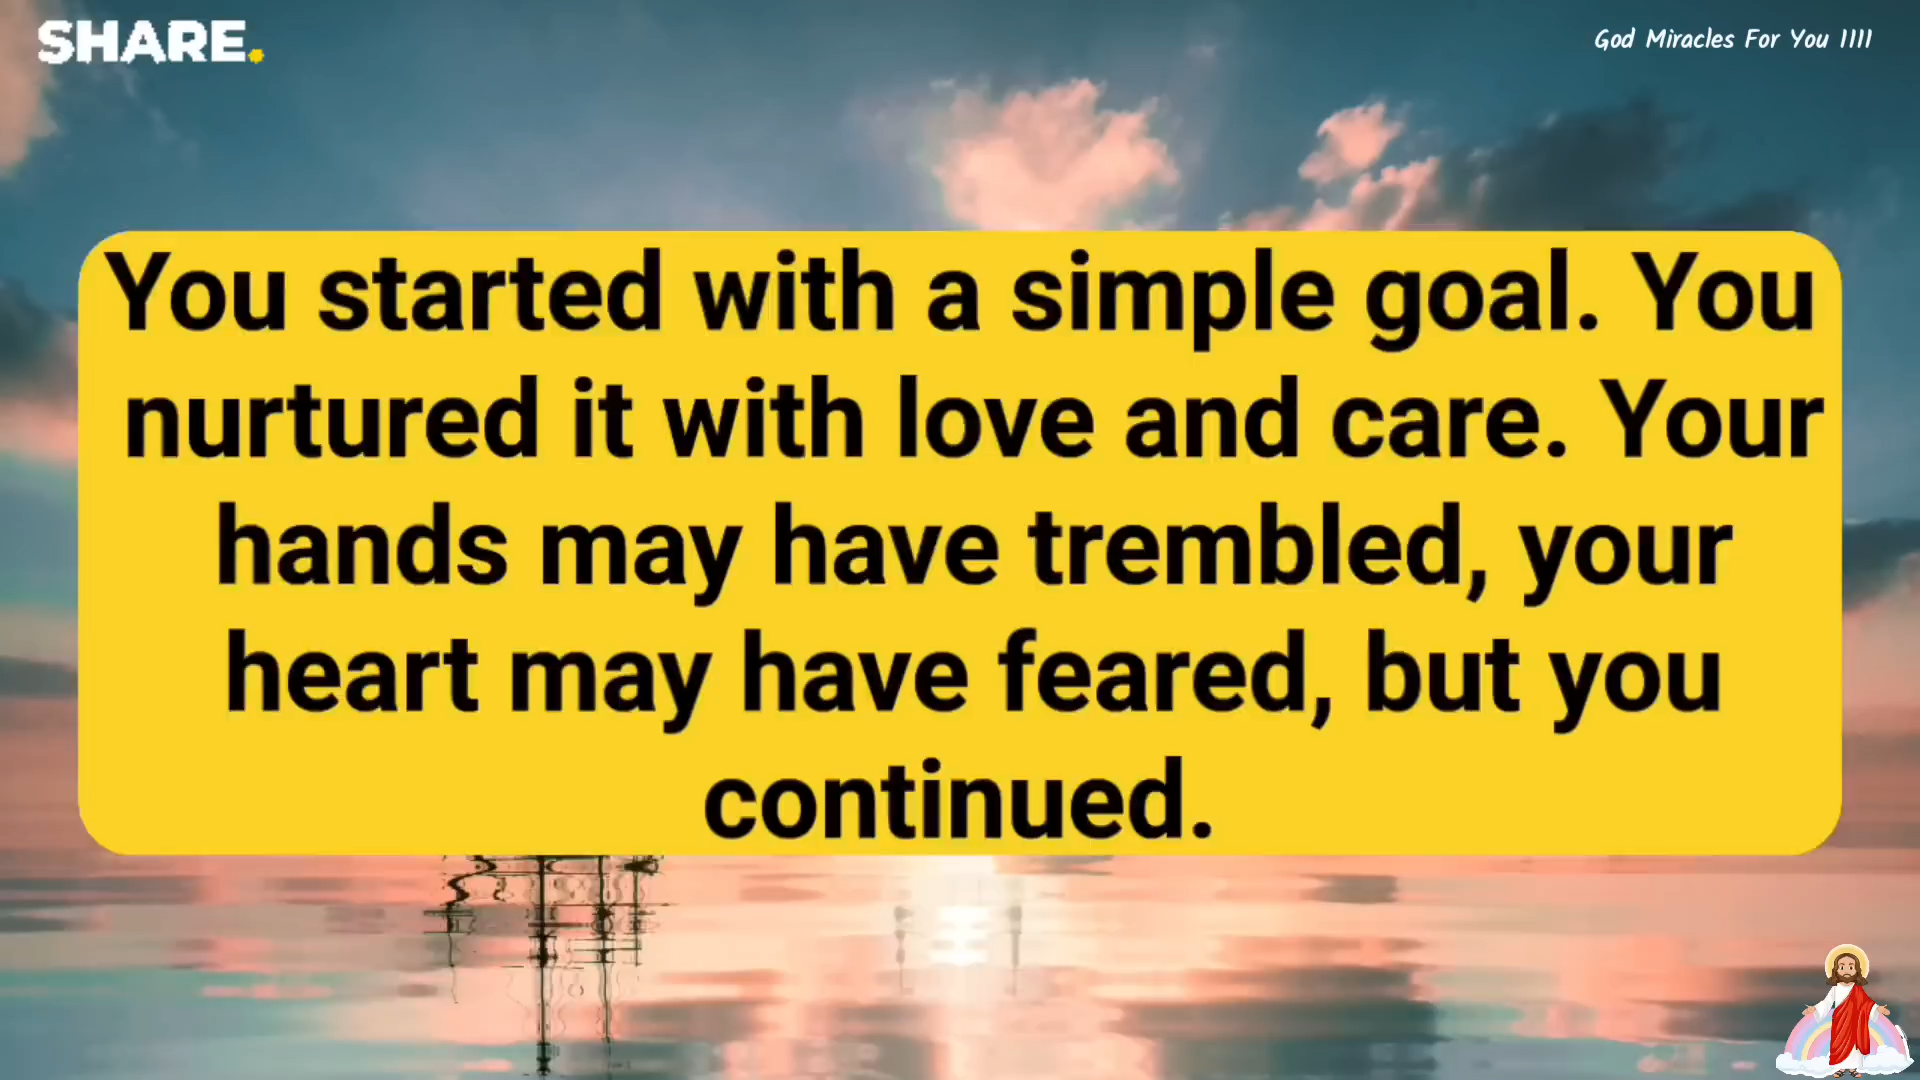 SHARE.
God Miracles For You 1111
You started with a simple goal. You
nurtured it with love and care. Your
hands may have trembled, your
heart may have feared, but you
continued.